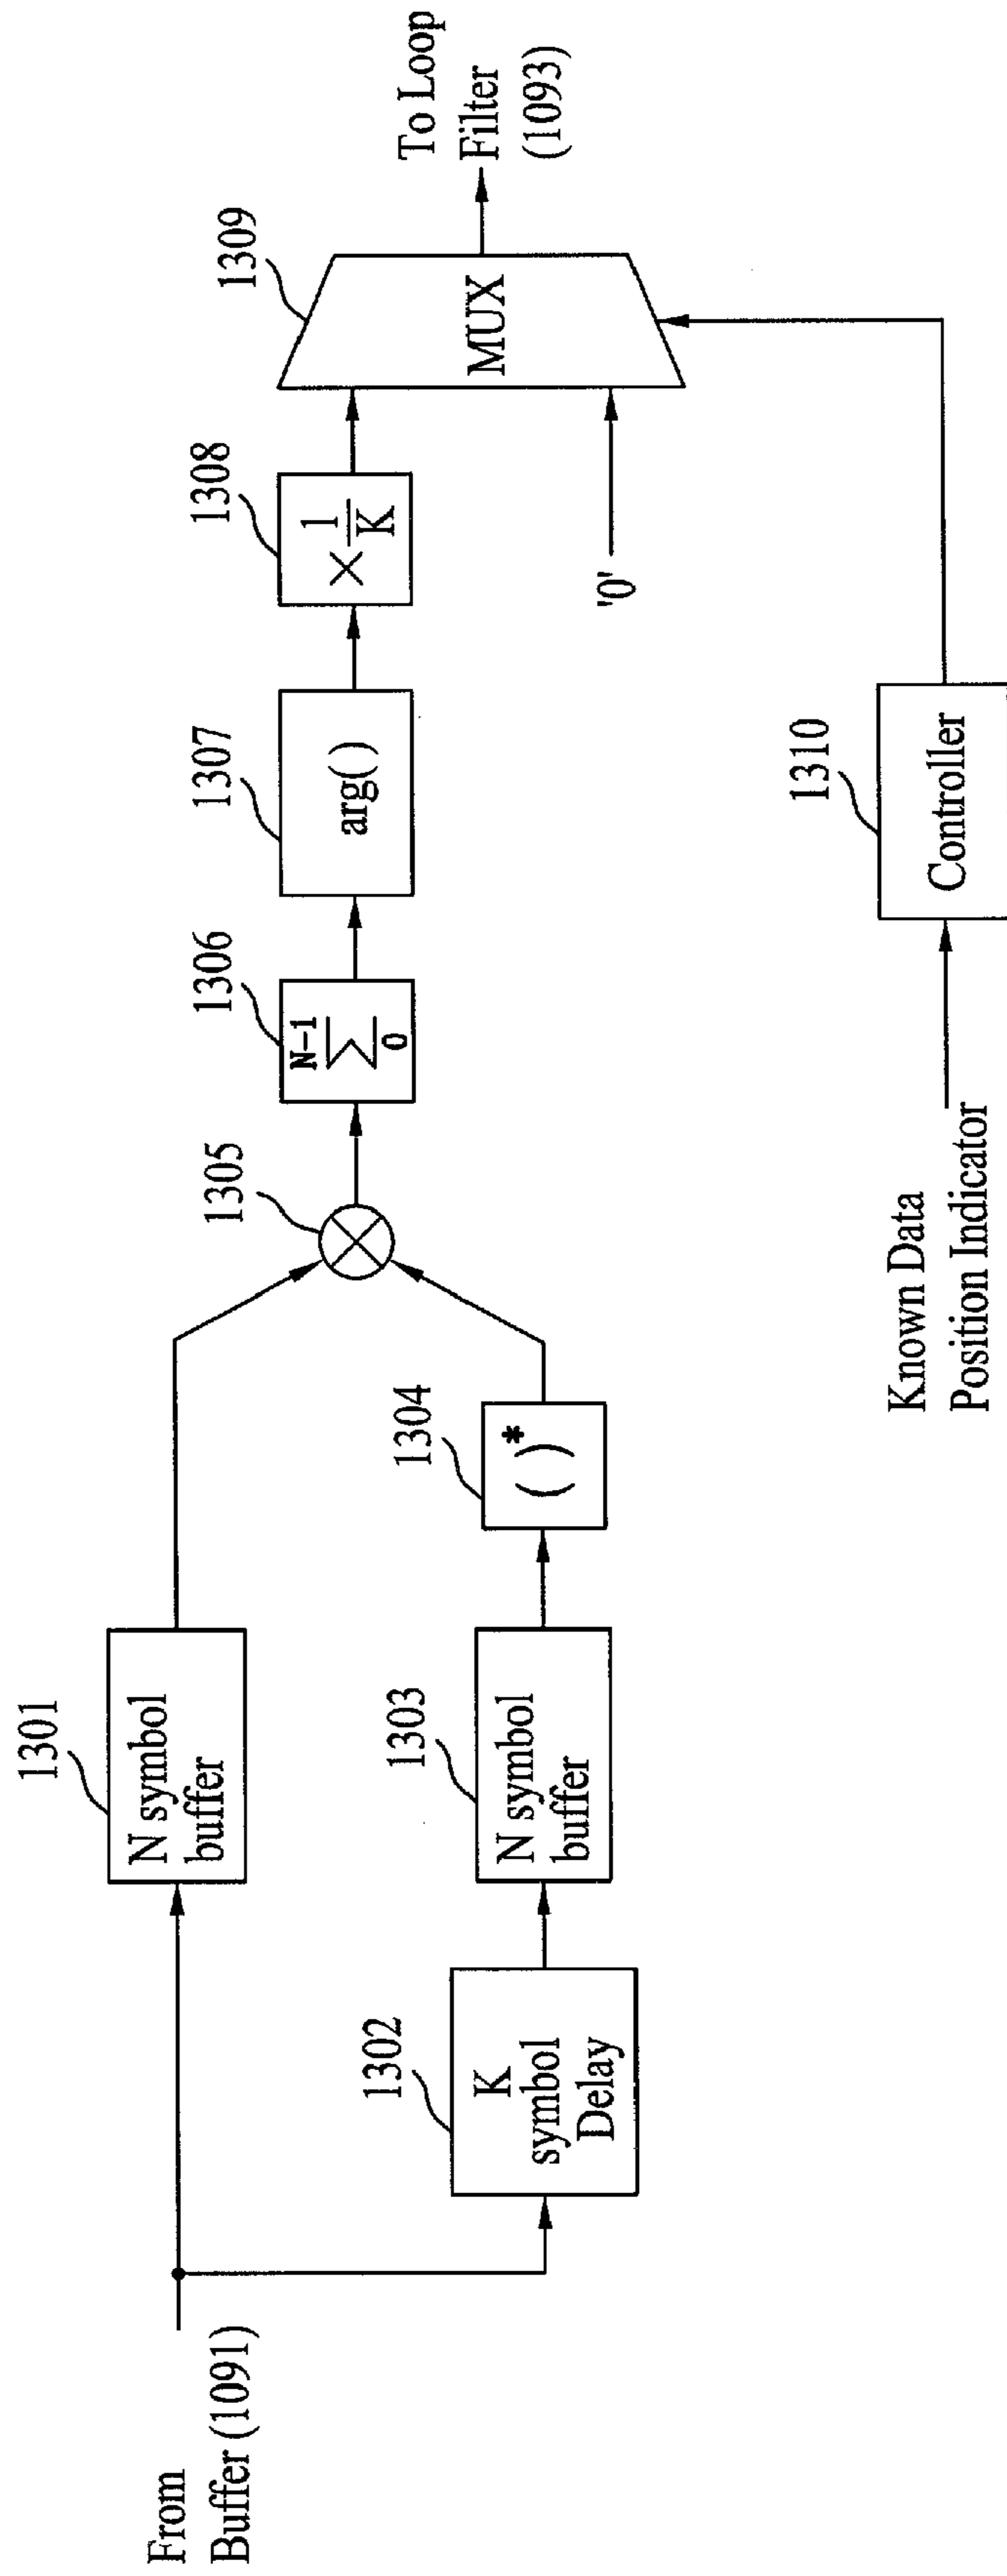 From
Buffer (1091)
1301
N symbol
buffer
1302
K
symbol
Delay
1303
N symbol
buffer
1304
( )*
1305
1306
N-1
∑
0
1307
arg( )
1308
× 1/K
1309
MUX
'0'
To Loop
Filter
(1093)
Known Data
Position Indicator
1310
Controller